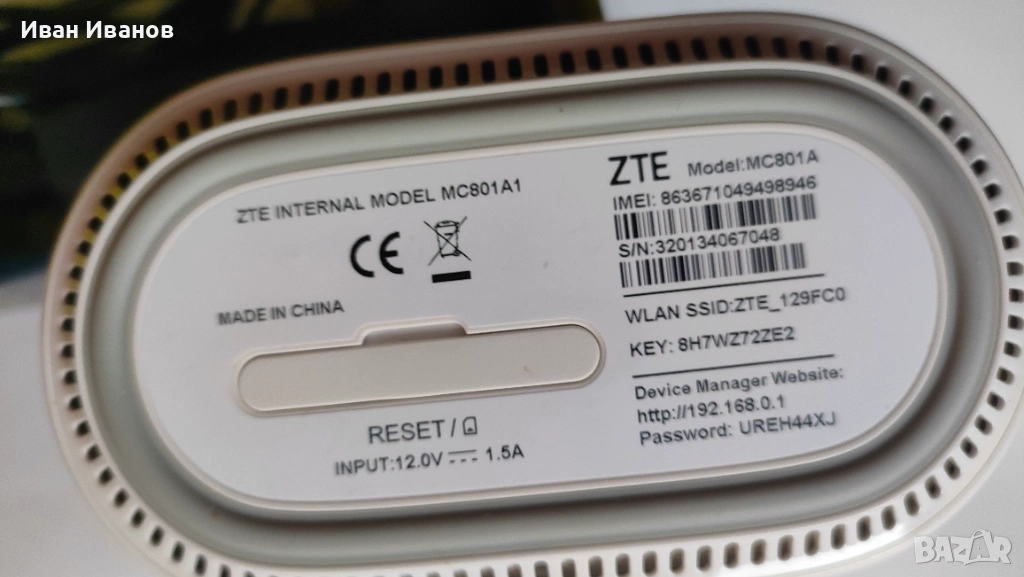 Иван Иванов
ZTE INTERNAL MODEL MC801A1
CE
MADE IN CHINA
RESET /
INPUT:12.0V 1.5A
ZTE Model:MC801A
IMEI: 863671049498946
S/N:320134067048
WLAN SSID:ZTE_129FC0
KEY: 8H7WZ72ZE2
Device Manager Website:
http://192.168.0.1
Password: UREH44XJ
BAZAR